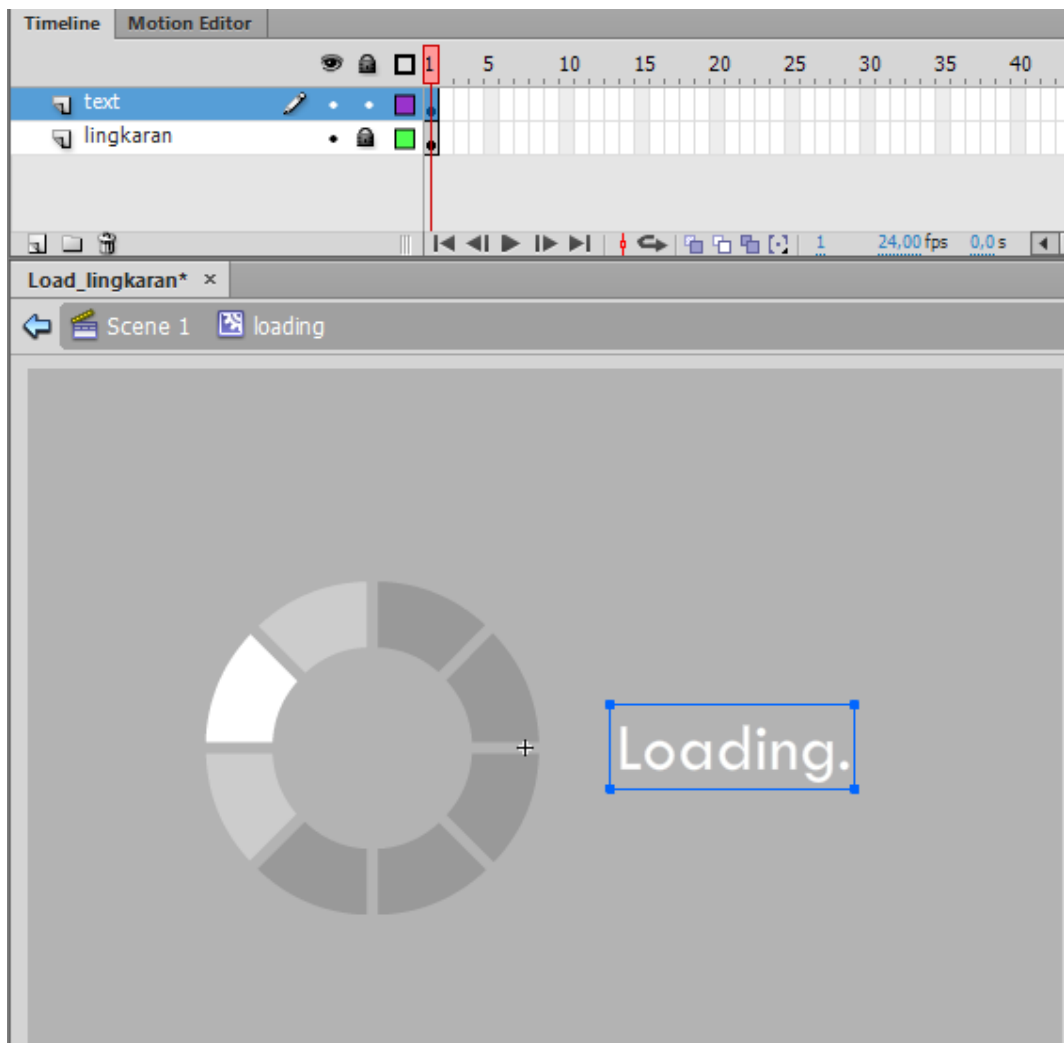 Timeline Motion Editor
1 5 10 15 20 25 30 35 40
text
lingkaran
1 24,00 fps 0,0 s
Load_lingkaran* ×
Scene 1 loading
Loading.